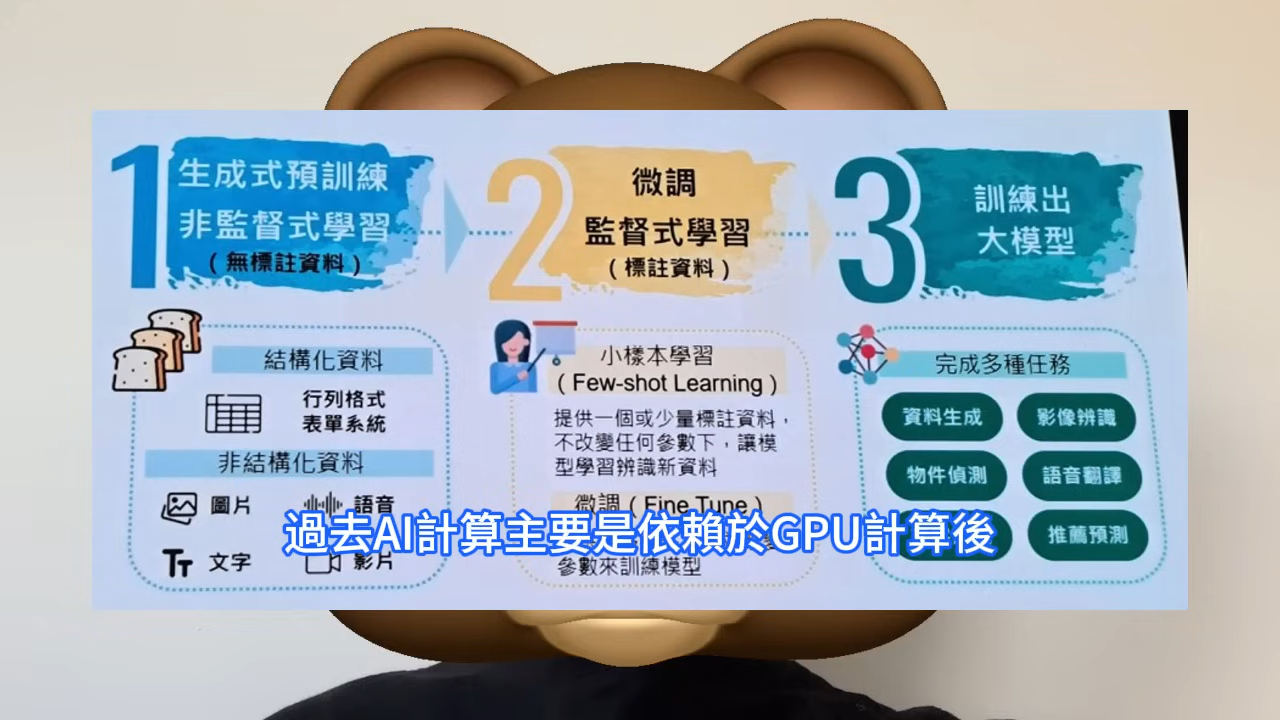 1
生成式預訓練
非監督式學習
(無標註資料)
結構化資料
行列格式
表單系統
非結構化資料
圖片
語音
文字
影片
2
微調
監督式學習
(標註資料)
小樣本學習
(Few-shot Learning)
提供一個或少量標註資料,
不改變任何參數下,讓模
型學習辨識新資料
微調(Fine Tune)
參數來訓練模型
3
訓練出
大模型
完成多種任務
資料生成
影像辨識
物件偵測
語音翻譯
推薦預測
過去AI計算主要是依賴於GPU計算後